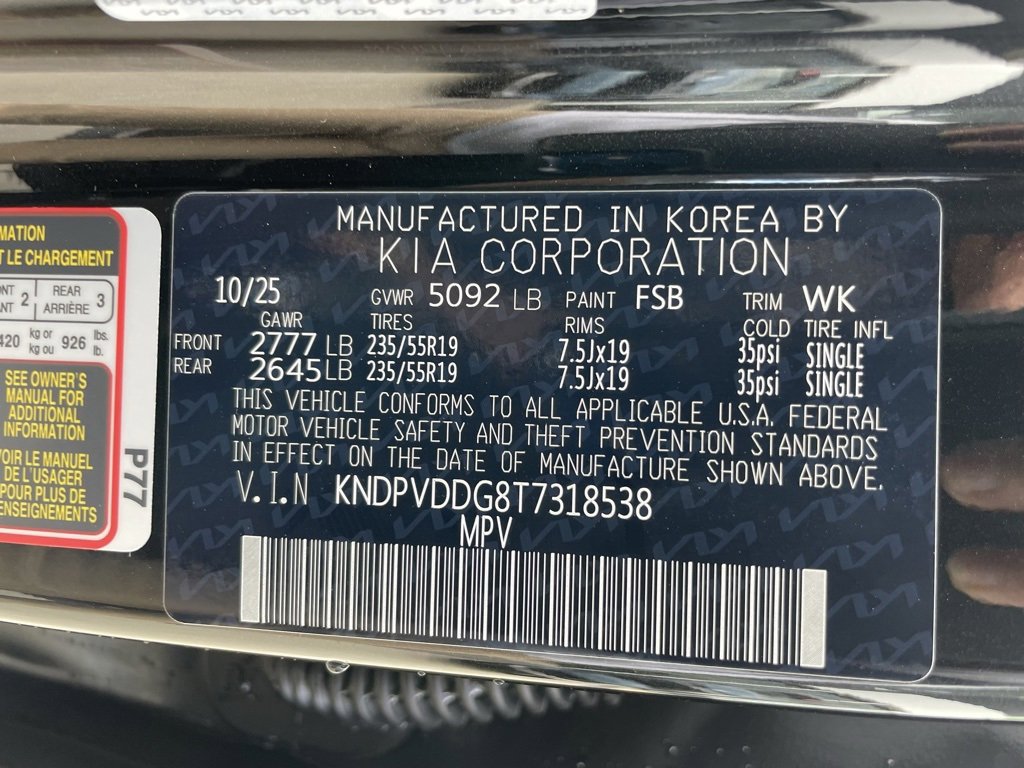 MANUFACTURED IN KOREA BY
KIA CORPORATION
10/25 GVWR 5092 LB PAINT FSB TRIM WK
GAWR TIRES RIMS COLD TIRE INFL
FRONT 2777 LB 235/55R19 7.5Jx19 35psi SINGLE
REAR 2645 LB 235/55R19 7.5Jx19 35psi SINGLE
THIS VEHICLE CONFORMS TO ALL APPLICABLE U.S.A. FEDERAL
MOTOR VEHICLE SAFETY AND THEFT PREVENTION STANDARDS
IN EFFECT ON THE DATE OF MANUFACTURE SHOWN ABOVE.
V.I.N KNDPVDDG8T7318538
MPV
MATION
T LE CHARGEMENT
NT 2 REAR 3
ANT ARRIÈRE
420 kg or 926 lbs.
kg ou lb.
SEE OWNER'S
MANUAL FOR
ADDITIONAL
INFORMATION
VOIR LE MANUEL
DE L'USAGER
POUR PLUS DE
ENSEIGNEMENTS
P77